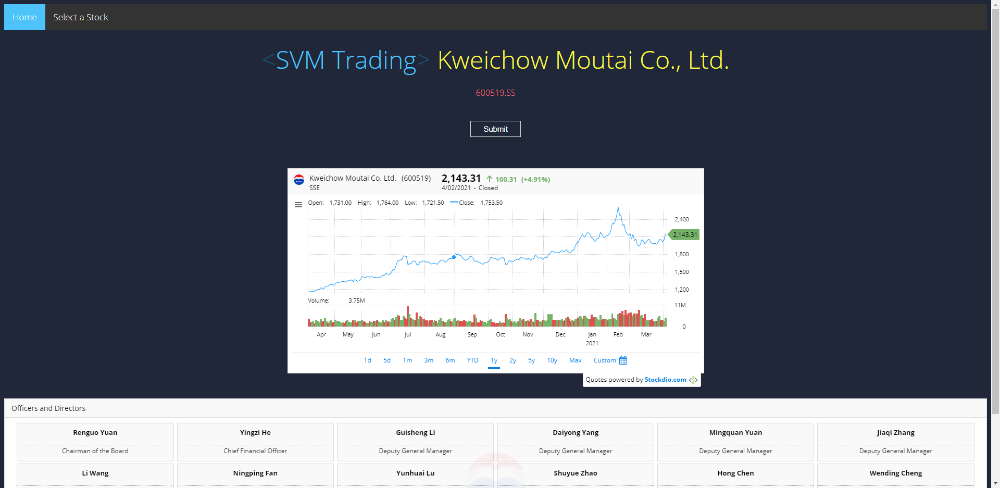 Home Select a Stock
<SVM Trading> Kweichow Moutai Co., Ltd.
600519.SS
Submit
Kweichow Moutai Co. Ltd. (600519) 2,143.31 100.31 (+4.91%)
SSE 4/02/2021 - Closed
Open: 1,731.00 High: 1,764.00 Low: 1,721.50 Close: 1,753.50
2,400
2,143.31
1,800
1,500
1,200
Volume: 3.75M
11M
0
Apr May Jun Jul Aug Sep Oct Nov Dec Jan Feb Mar
2021
1d 5d 1m 3m 6m YTD 1y 2y 5y 10y Max Custom
Quotes powered by Stockdio.com
Officers and Directors
Renguo Yuan Yingzi He Guisheng Li Daiyong Yang Mingquan Yuan Jiaqi Zhang
Chairman of the Board Chief Financial Officer Deputy General Manager Deputy General Manager Deputy General Manager Deputy General Manager
Li Wang Ningping Fan Yunhuai Lu Shuyue Zhao Hong Chen Wending Cheng